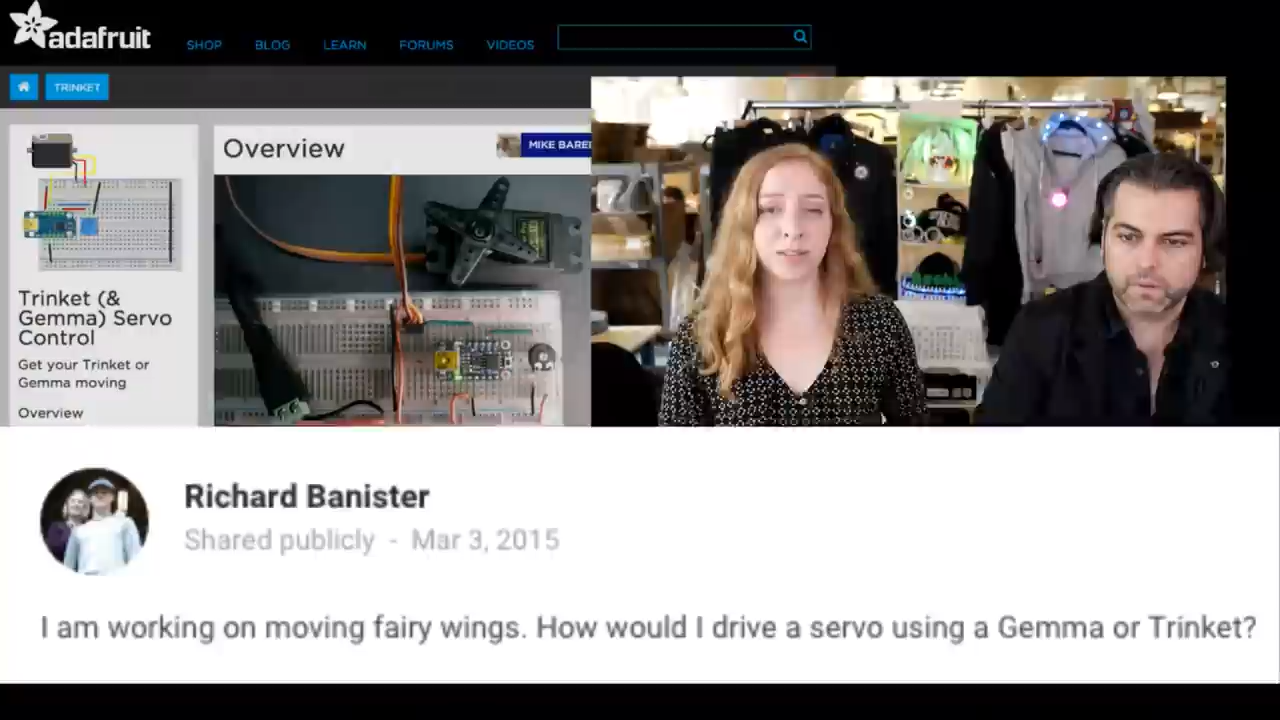 adafruit
SHOP BLOG LEARN FORUMS VIDEOS
TRINKET
Trinket (&
Gemma) Servo
Control
Get your Trinket or
Gemma moving
Overview
Overview
MIKE BARE
Richard Banister
Shared publicly - Mar 3, 2015
I am working on moving fairy wings. How would I drive a servo using a Gemma or Trinket?